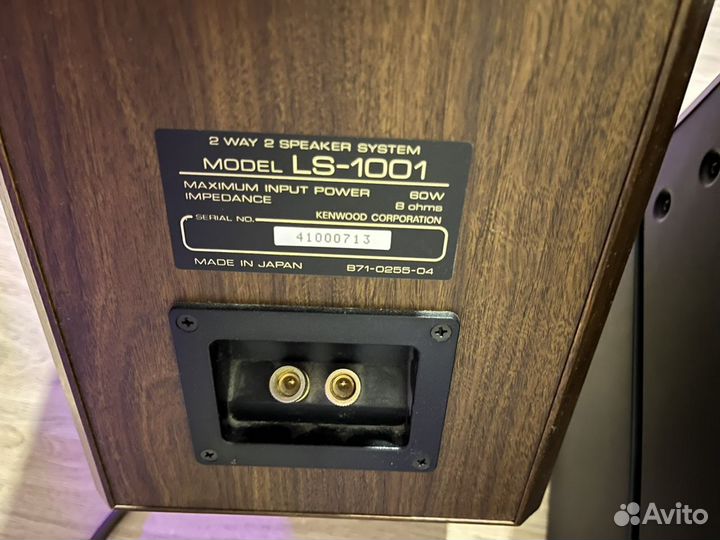 2 WAY 2 SPEAKER SYSTEM
MODEL LS-1001
MAXIMUM INPUT POWER 60W
IMPEDANCE 8 ohms
SERIAL NO. KENWOOD CORPORATION
41000713
MADE IN JAPAN B71-0255-04
Avito